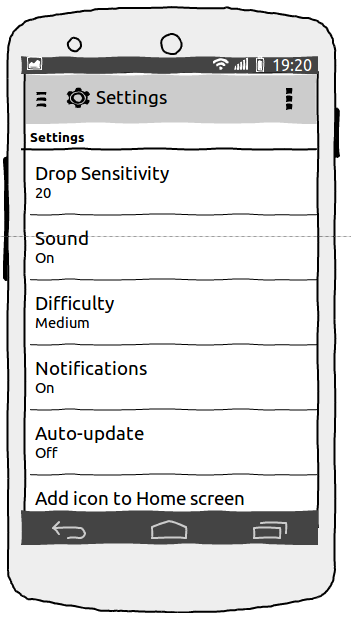 19:20
Settings
Settings
Drop Sensitivity
20
Sound
On
Difficulty
Medium
Notifications
On
Auto-update
Off
Add icon to Home screen